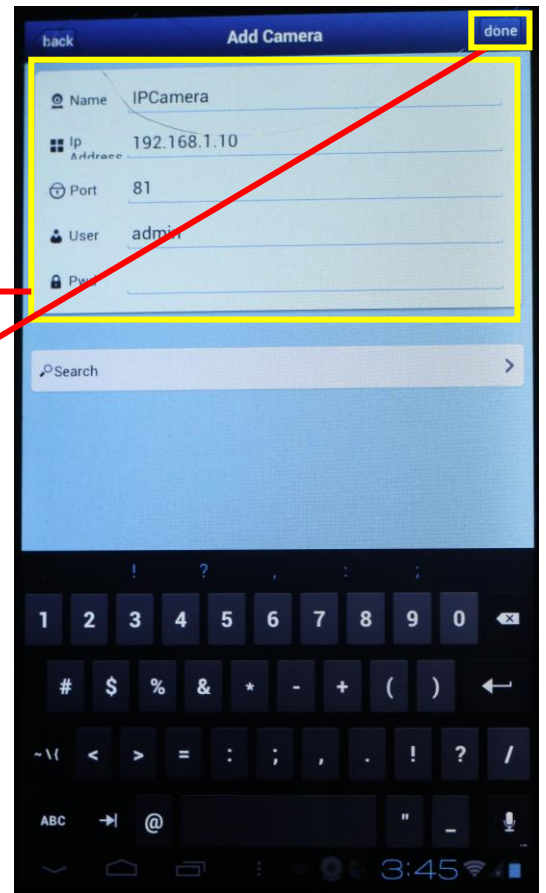 back Add Camera done
Name IPCamera
Ip Address 192.168.1.10
Port 81
User admin
Pwd
Search >
! ? , : ;
1 2 3 4 5 6 7 8 9 0
# $ % & * - + ( )
~\{ < > = : ; , . ! ? /
ABC @ " _
3:45